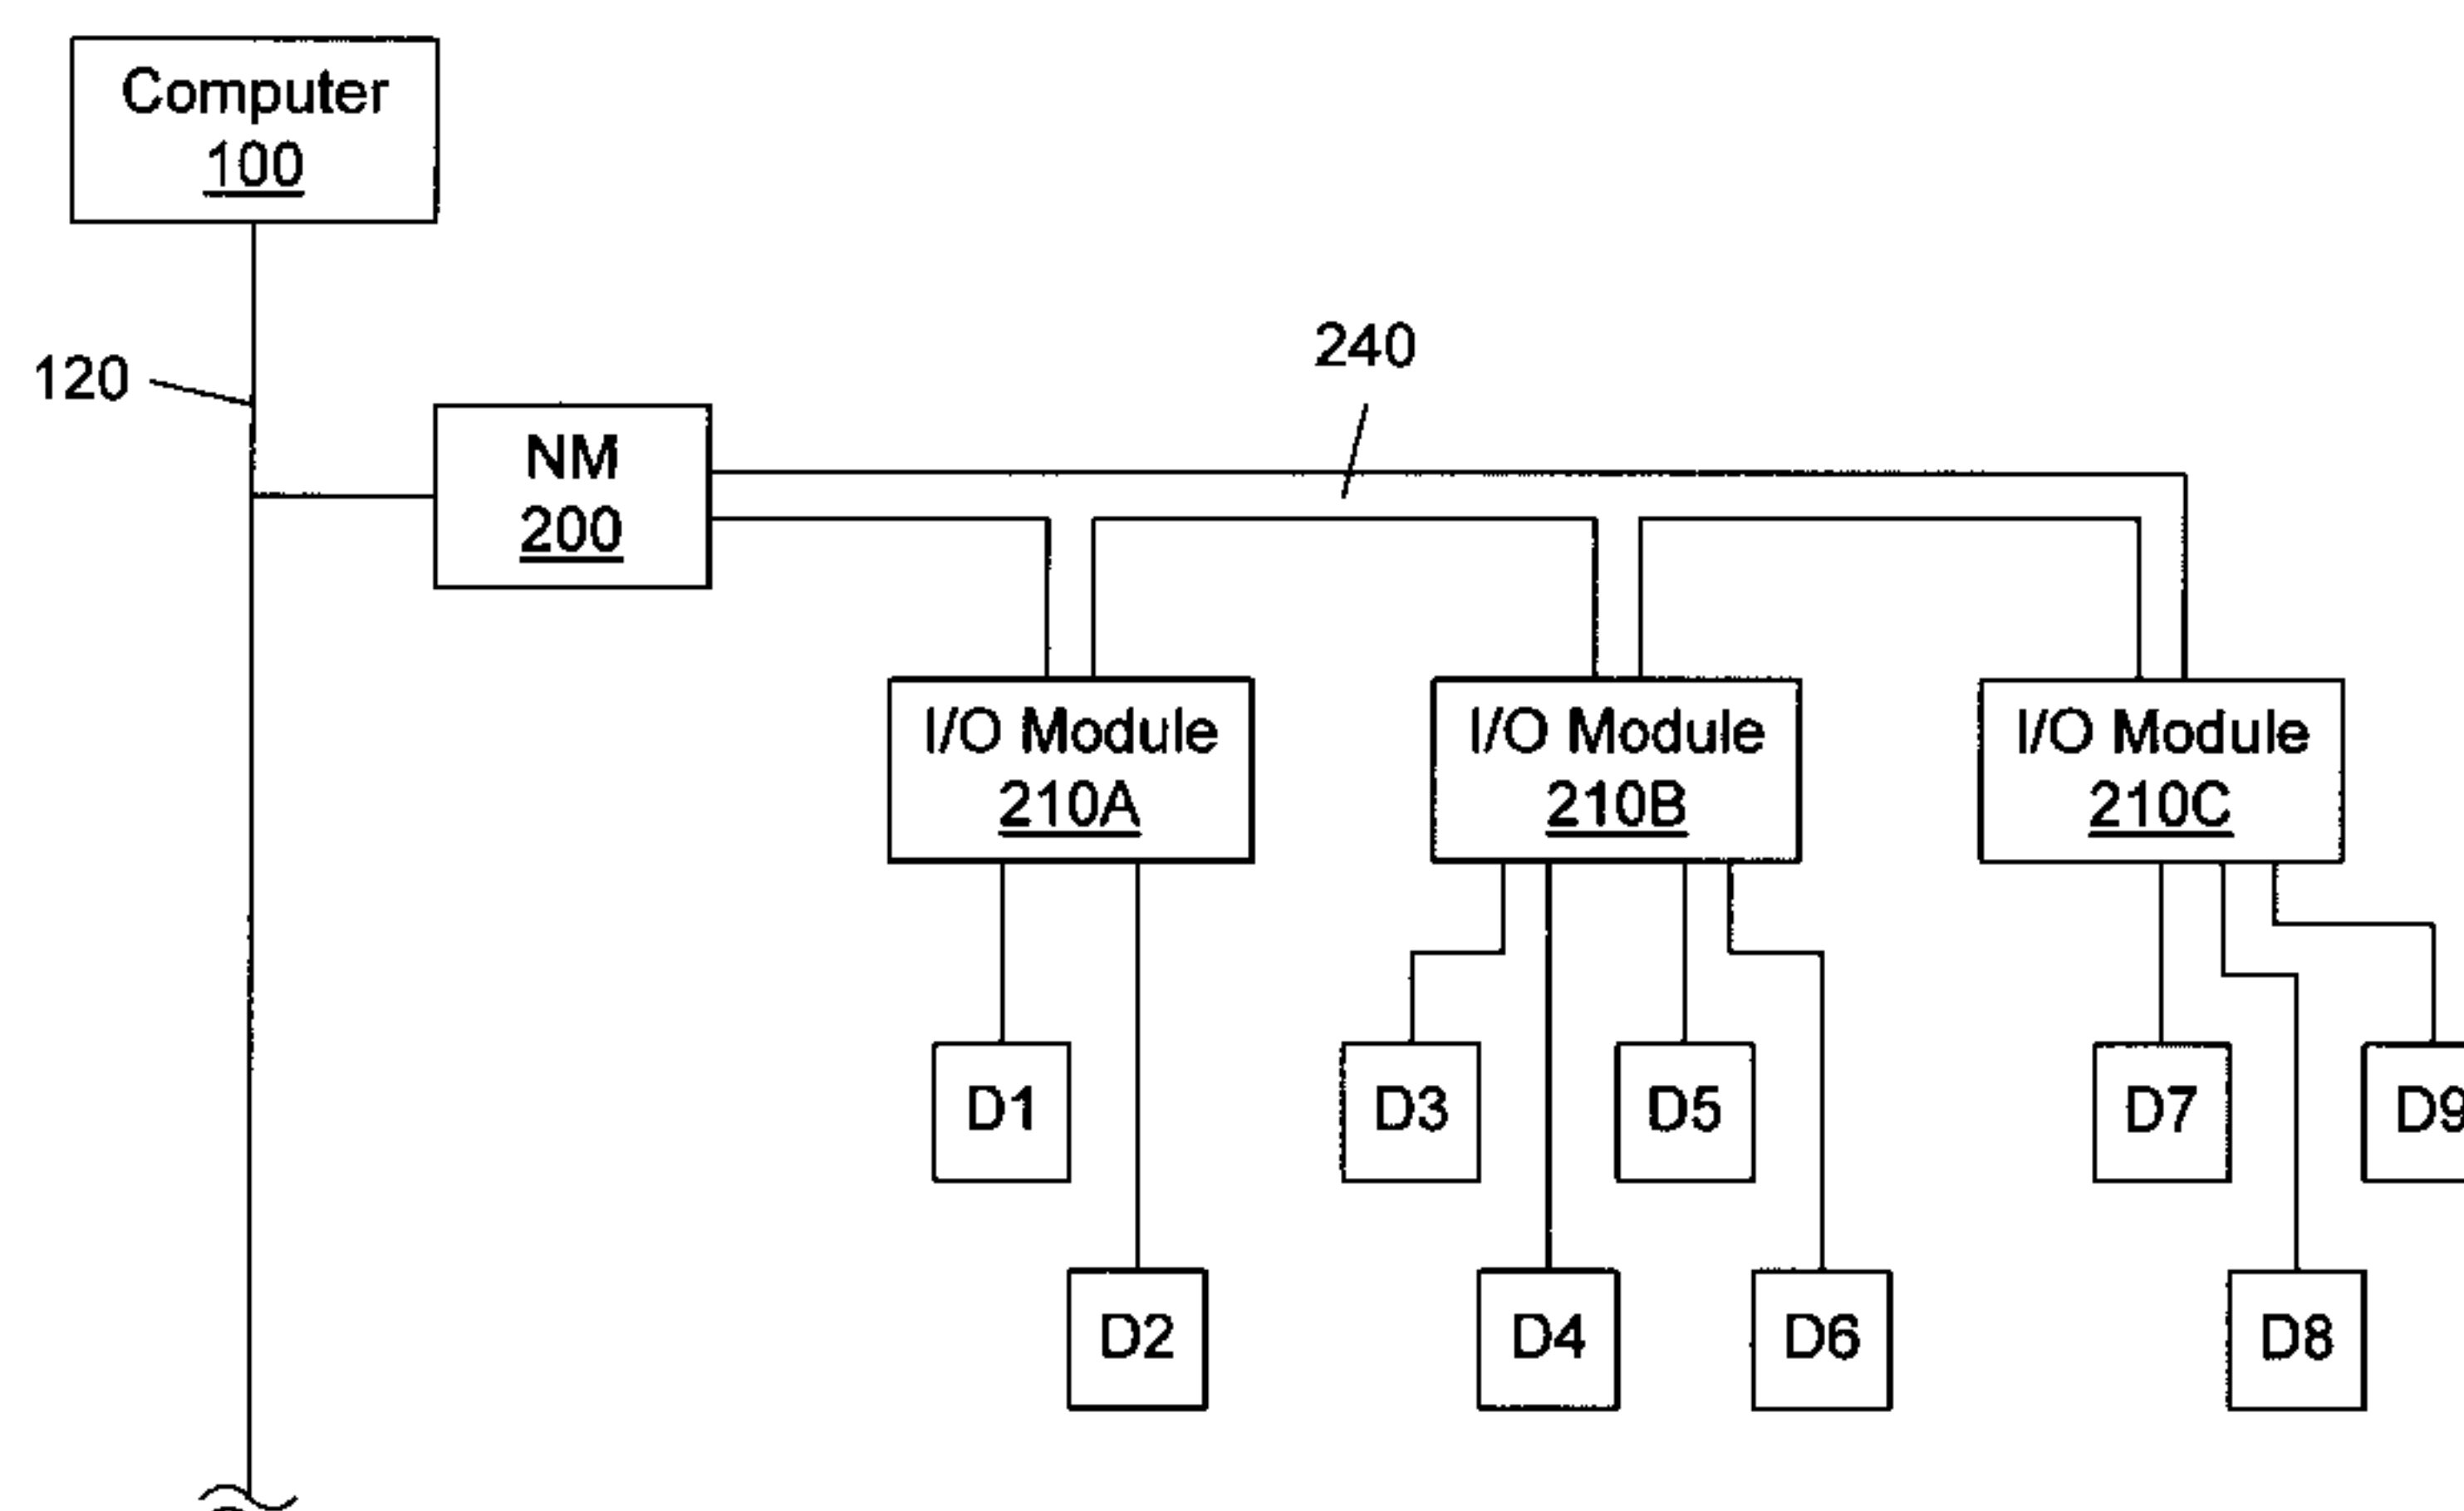 Computer
100
120
240
NM
200
I/O Module
210A
I/O Module
210B
I/O Module
210C
D1
D3
D5
D7
D9
D2
D4
D6
D8